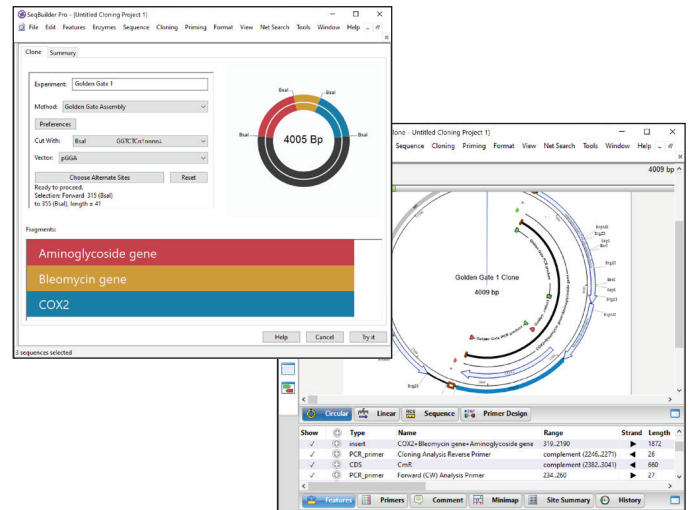 SeqBuilder Pro - [Untitled Cloning Project 1]
File Edit Features Enzymes Sequence Cloning Priming Format View Net Search Tools Window Help
Clone Summary
Experiment: Golden Gate 1
Method: Golden Gate Assembly
Preferences
Cut With: BsaI
Vector: pGGA
Choose Alternate Sites Reset
Ready to proceed.
Selection: Forward 315 (BsaI)
to 355 (BsaI), length = 41
BsaI
BsaI
BsaI
BsaI
4005 Bp
Fragments:
Aminoglycoside gene
Bleomycin gene
COX2
Help Cancel Try it
3 sequences selected
lone - Untitled Cloning Project 1]
Sequence Cloning Priming Format View Net Search Tools Window Help
4009 bp
Golden Gate 1 Clone
4009 bp
Golden Gate PCR product
Circular Linear Sequence Primer Design
Show Type Name Range Strand Length
insert COX2+Bleomycin gene+Aminoglycoside gene 319..2190 1872
PCR_primer Cloning Analysis Reverse Primer complement (2246..2271) 26
CDS CmR complement (2382..3041) 660
PCR_primer Forward (CW) Analysis Primer 234..260 27
Features Primers Comment Minimap Site Summary History